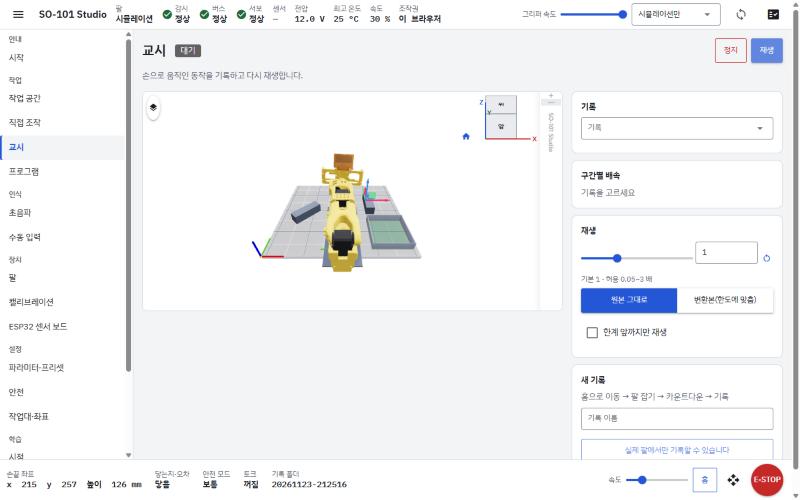 SO-101 Studio
팔
시뮬레이션
감시
정상
버스
정상
서보
정상
센서
–
전압
12.0 V
최고 온도
25 °C
속도
30 %
조작권
이 브라우저
그리퍼 속도
시뮬레이션만
안내
시작
작업
작업 공간
직접 조작
교시
프로그램
인식
초음파
수동 입력
장치
팔
캘리브레이션
ESP32 센서 보드
설정
파라미터·프리셋
안전
작업대·좌표
학습
시점
교시
대기
정지
재생
손으로 움직인 동작을 기록하고 다시 재생합니다.
Z
Y
X
위
앞
SO-101 Studio
기록
기록
구간별 배속
기록을 고르세요
재생
1
기본 1 · 허용 0.05~3 배
원본 그대로
변환본(한도에 맞춤)
한계 앞까지만 재생
새 기록
홈으로 이동 → 팔 잡기 → 카운트다운 → 기록
기록 이름
실제 팔에서만 기록할 수 있습니다
손끝 좌표
x 215 y 257 높이 126 mm
닿는지·오차
닿음
안전 모드
보통
토크
꺼짐
기록 폴더
20261123-212516
속도
홈
E-STOP